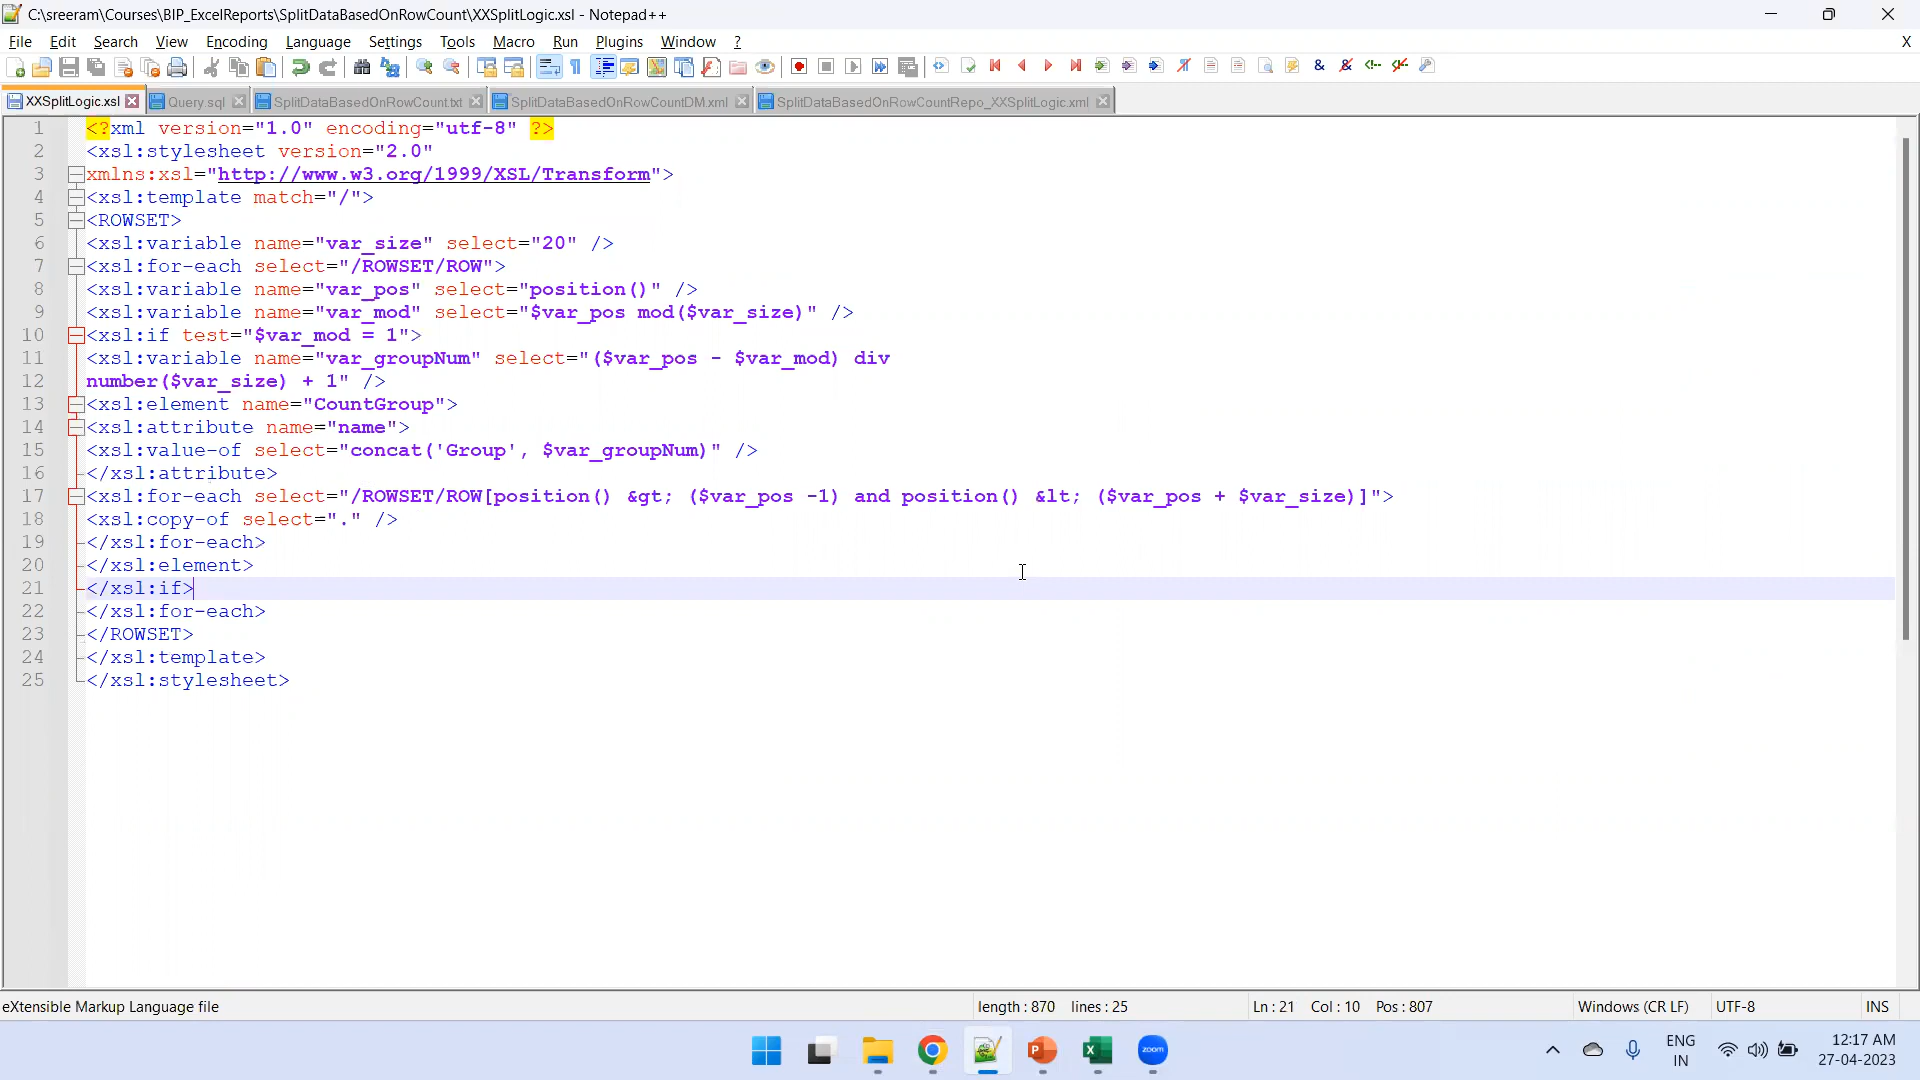 C:\sreeram\Courses\BIP_ExcelReports\SplitDataBasedOnRowCount\XXSplitLogic.xsl - Notepad++
File Edit Search View Encoding Language Settings Tools Macro Run Plugins Window ? X
XXSplitLogic.xsl Query.sql SplitDataBasedOnRowCount.txt SplitDataBasedOnRowCountDM.xml SplitDataBasedOnRowCountRepo_XXSplitLogic.xml
1 <?xml version="1.0" encoding="utf-8" ?>
2 <xsl:stylesheet version="2.0"
3 xmlns:xsl="http://www.w3.org/1999/XSL/Transform">
4 <xsl:template match="/">
5 <ROWSET>
6 <xsl:variable name="var_size" select="20" />
7 <xsl:for-each select="/ROWSET/ROW">
8 <xsl:variable name="var_pos" select="position()" />
9 <xsl:variable name="var_mod" select="$var_pos mod($var_size)" />
10 <xsl:if test="$var_mod = 1">
11 <xsl:variable name="var_groupNum" select="($var_pos - $var_mod) div
12 number($var_size) + 1" />
13 <xsl:element name="CountGroup">
14 <xsl:attribute name="name">
15 <xsl:value-of select="concat('Group', $var_groupNum)" />
16 </xsl:attribute>
17 <xsl:for-each select="/ROWSET/ROW[position() &gt; ($var_pos -1) and position() &lt; ($var_pos + $var_size)]">
18 <xsl:copy-of select="." />
19 </xsl:for-each>
20 </xsl:element>
21 </xsl:if>
22 </xsl:for-each>
23 </ROWSET>
24 </xsl:template>
25 </xsl:stylesheet>
eXtensible Markup Language file length : 870 lines : 25 Ln : 21 Col : 10 Pos : 807 Windows (CR LF) UTF-8 INS
zoom
ENG
IN
12:17 AM
27-04-2023